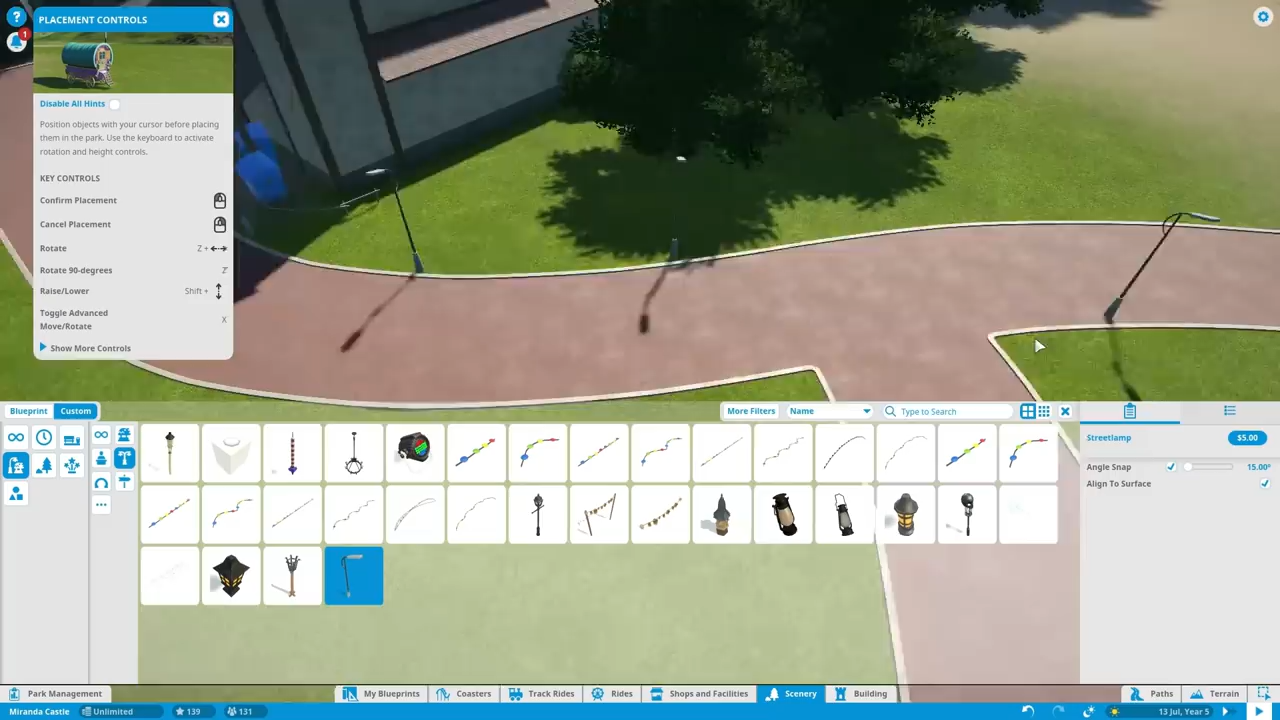 PLACEMENT CONTROLS
1
Disable All Hints
Position objects with your cursor before placing
them in the park. Use the keyboard to activate
rotation and height controls.
KEY CONTROLS
Confirm Placement
Cancel Placement
Rotate Z +
Rotate 90-degrees Z
Raise/Lower Shift +
Toggle Advanced
Move/Rotate X
Show More Controls
Blueprint Custom More Filters Name Type to Search
Streetlamp $5.00
Angle Snap 15.00°
Align To Surface
Park Management My Blueprints Coasters Track Rides Rides Shops and Facilities Scenery Building Paths Terrain
Miranda Castle Unlimited 139 131 13 Jul, Year 5